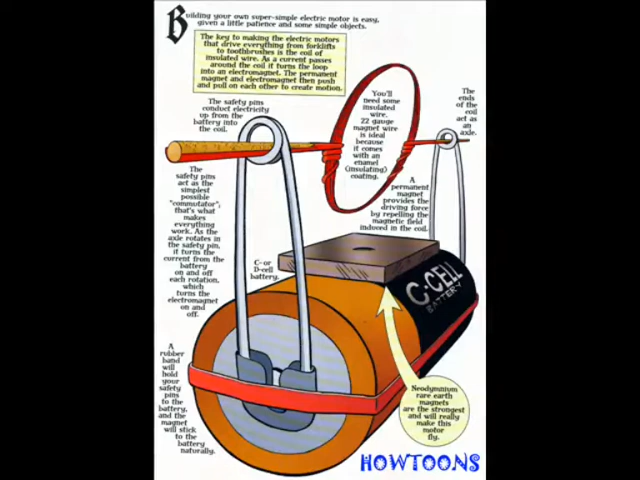 Building your own super-simple electric motor is easy,
given a little patience and some simple objects.
The key to making the electric motors
that drive everything from forklifts
to toothbrushes is the coil of
insulated wire. As a current passes
around the coil it turns the loop
into an electromagnet. The permanent
magnet and electromagnet then push
and pull on each other to create motion.
The safety pins
conduct electricity
up from the
battery into
the coil.
You'll
need some
insulated
wire.
22 gauge
magnet wire
is ideal
because
it comes
with an
enamel
(insulating)
coating.
The
ends
of the
coil
act as
an
axle.
The
safety pins
act as the
simplest
possible
"commutator",
that's what
makes
everything
work. As the
axle rotates
in the
safety pin,
it turns the
current from the
battery
on and off
each rotation,
which
turns the
electromagnet
on and
off.
A
permanent
magnet
provides the
driving force
by repelling the
magnetic field
induced in the coil.
C- or
D-cell
battery.
C-CELL
BATTERY
A
rubber
band
will
hold
your
safety
pins
to the
battery,
and the
magnet
will stick
to the
battery
naturally.
Neodymnium
rare earth
magnets
are the strongest
and will really
make this
motor
fly.
HOWTOONS